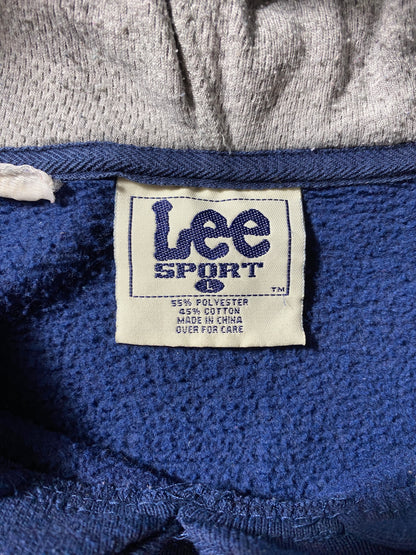 Lee
SPORT
L
TM
55% POLYESTER
45% COTTON
MADE IN CHINA
OVER FOR CARE